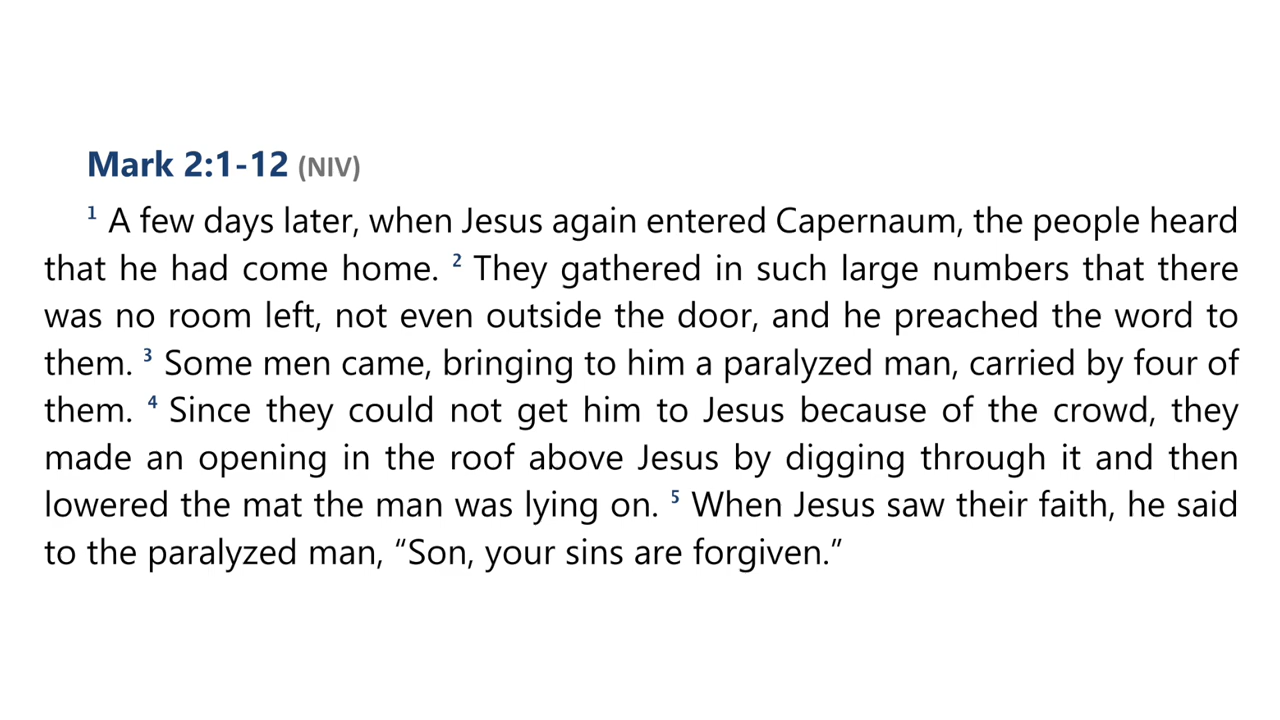 Mark 2:1-12 (NIV)
1 A few days later, when Jesus again entered Capernaum, the people heard
that he had come home. 2 They gathered in such large numbers that there
was no room left, not even outside the door, and he preached the word to
them. 3 Some men came, bringing to him a paralyzed man, carried by four of
them. 4 Since they could not get him to Jesus because of the crowd, they
made an opening in the roof above Jesus by digging through it and then
lowered the mat the man was lying on. 5 When Jesus saw their faith, he said
to the paralyzed man, “Son, your sins are forgiven.”